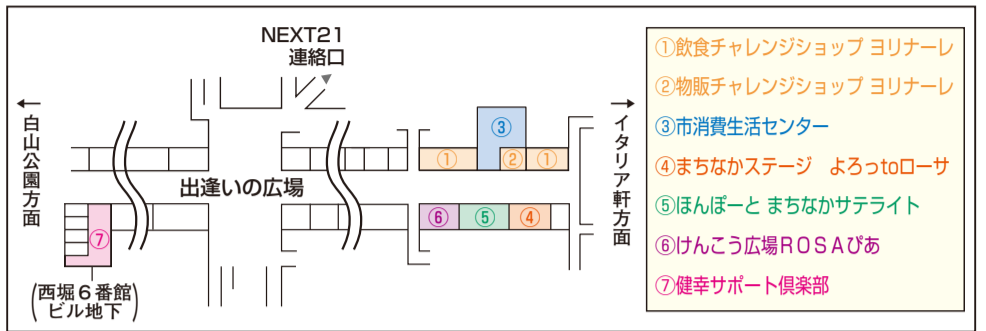 NEXT21
連絡口
←
白山公園方面
出逢いの広場
→
イタリア軒方面
③
①
②
①
⑥
⑤
④
⑦
(西堀6番館
ビル地下)
①飲食チャレンジショップ ヨリナーレ
②物販チャレンジショップ ヨリナーレ
③市消費生活センター
④まちなかステージ よろっtoローサ
⑤ほんぽーと まちなかサテライト
⑥けんこう広場ROSAぴあ
⑦健幸サポート倶楽部